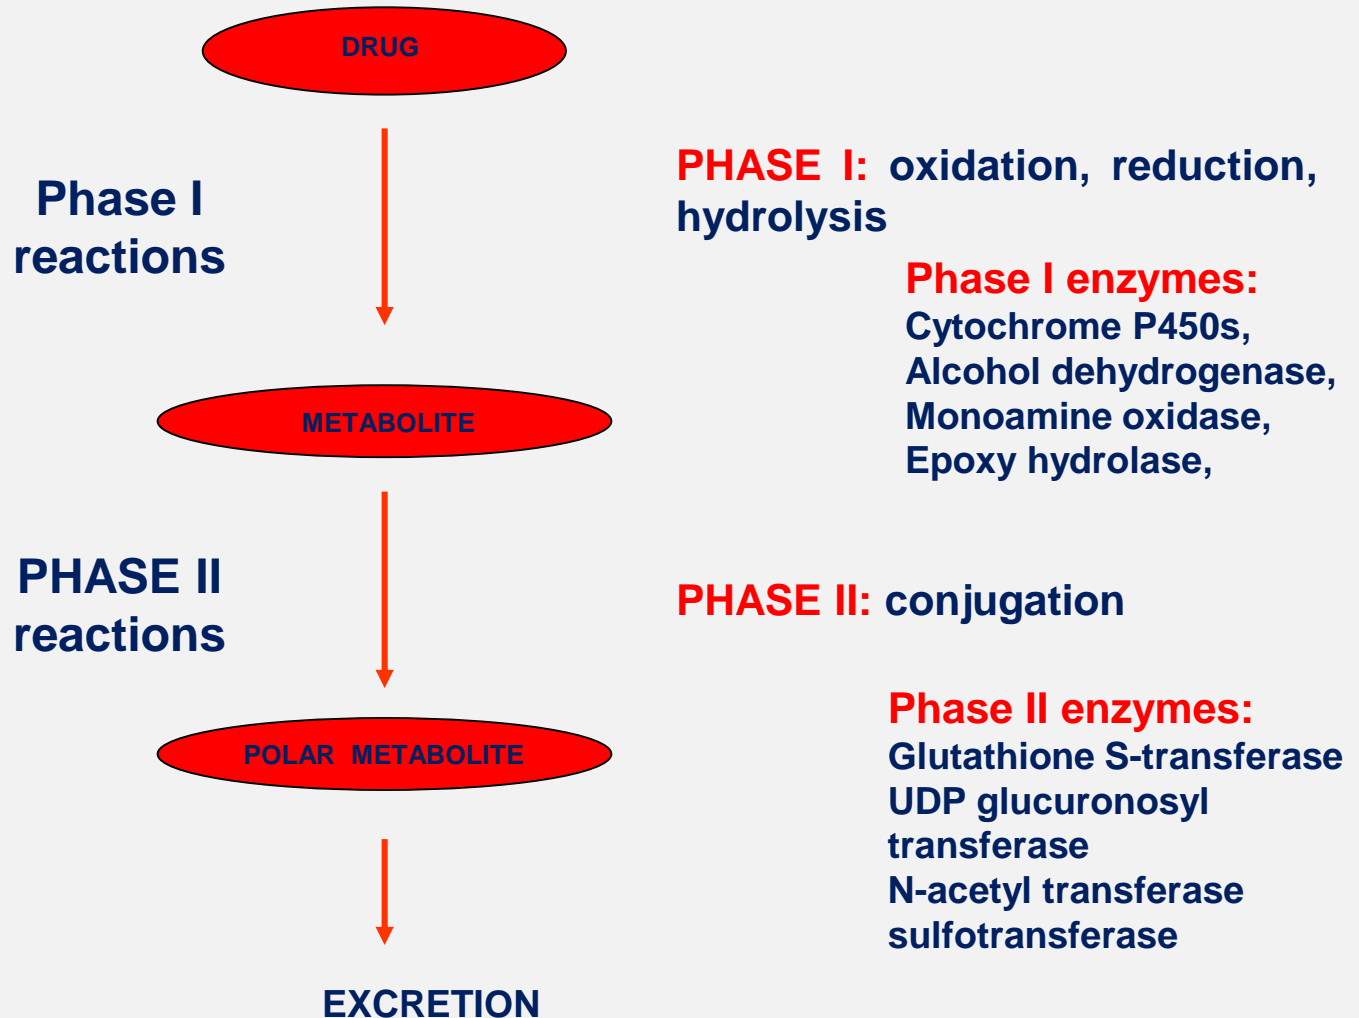 DRUG
Phase I
reactions
PHASE I: oxidation, reduction,
hydrolysis
Phase I enzymes:
Cytochrome P450s,
Alcohol dehydrogenase,
Monoamine oxidase,
Epoxy hydrolase,
METABOLITE
PHASE II
reactions
PHASE II: conjugation
Phase II enzymes:
Glutathione S-transferase
UDP glucuronosyl
transferase
N-acetyl transferase
sulfotransferase
POLAR METABOLITE
EXCRETION